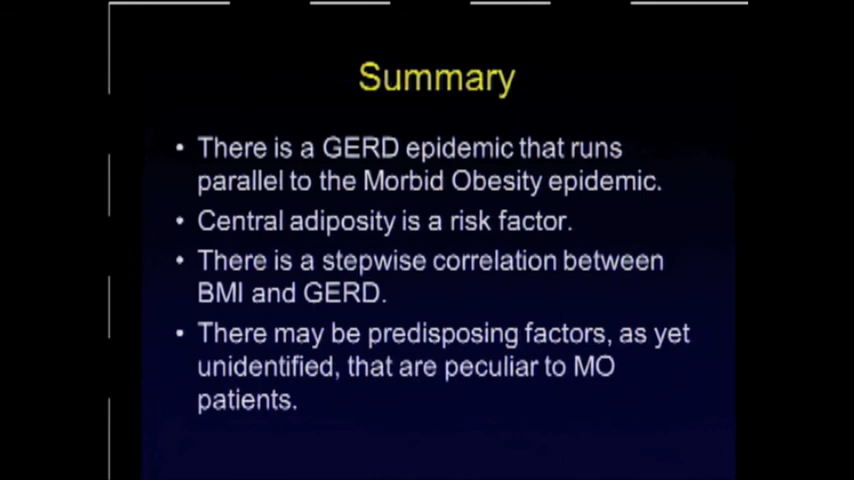 Summary
• There is a GERD epidemic that runs
parallel to the Morbid Obesity epidemic.
• Central adiposity is a risk factor.
• There is a stepwise correlation between
BMI and GERD.
• There may be predisposing factors, as yet
unidentified, that are peculiar to MO
patients.